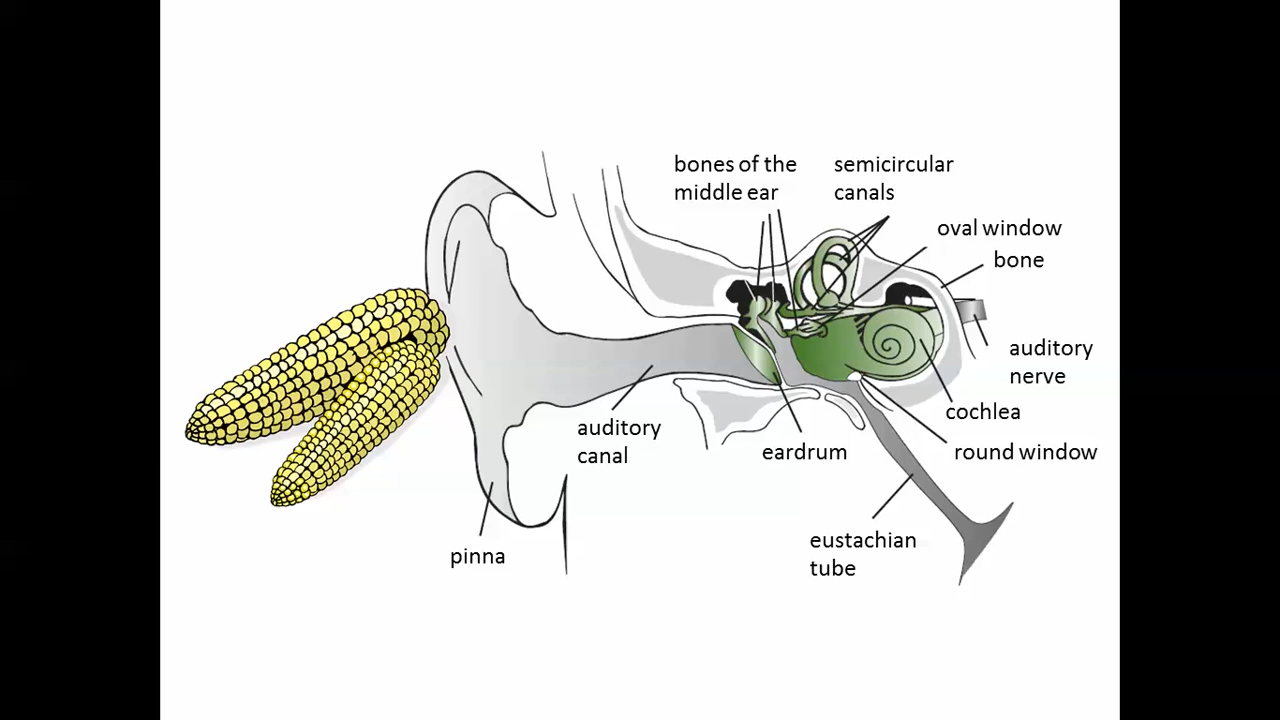 bones of the
middle ear
semicircular
canals
oval window
bone
auditory
nerve
cochlea
round window
auditory
canal
eardrum
eustachian
tube
pinna